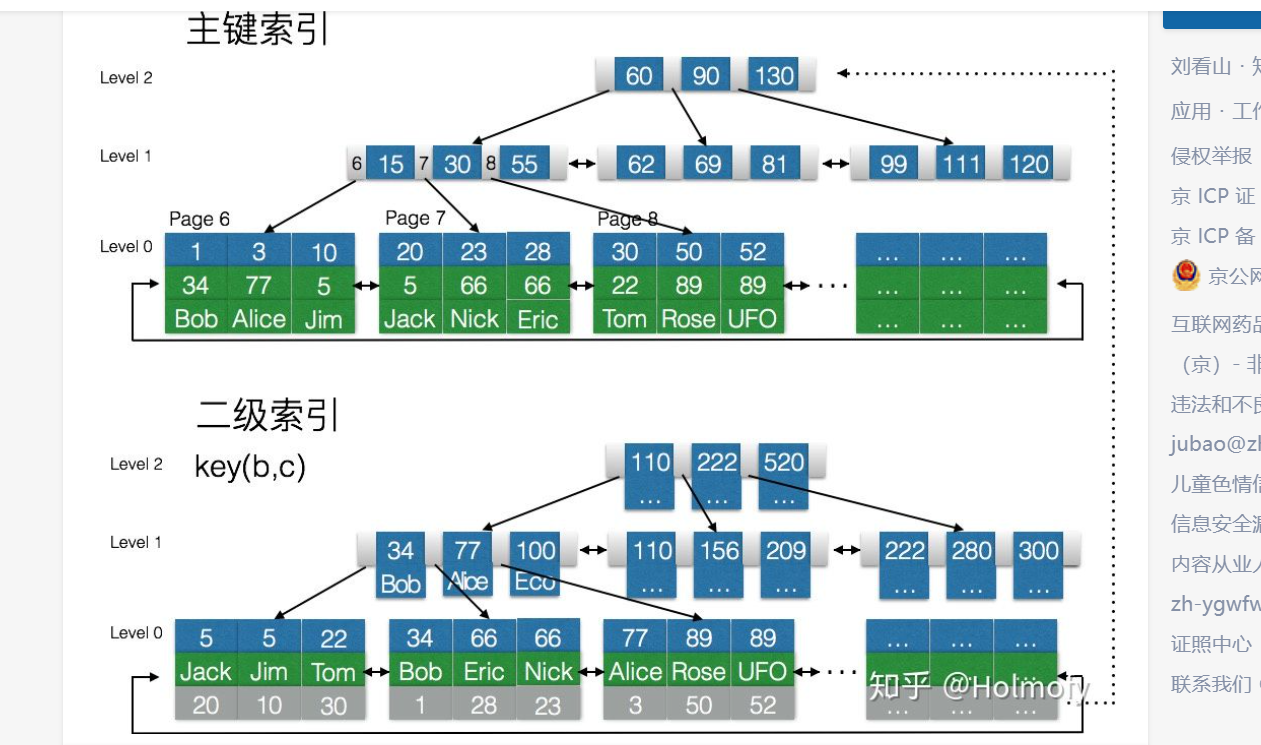 主键索引
Level 2
60 90 130
Level 1
6 15 7 30 8 55 62 69 81 99 111 120
Page 6 Page 7 Page 8
Level 0
1 3 10 20 23 28 30 50 52 ... ... ...
34 77 5 5 66 66 22 89 89 ... ... ... ...
Bob Alice Jim Jack Nick Eric Tom Rose UFO ... ... ...
二级索引
key(b,c)
Level 2
110 222 520
... ... ...
Level 1
34 77 100 110 156 209 222 280 300
Bob Alice Eco ... ... ... ... ... ...
Level 0
5 5 22 34 66 66 77 89 89 ... ... ...
Jack Jim Tom Bob Eric Nick Alice Rose UFO ... ... ... ...
20 10 30 1 28 23 3 50 52 ... ... ...
知乎 @Holmofy
刘看山 ·
应用 · 工
侵权举报
京 ICP 证
京 ICP 备
京公网
互联网药品
（京）- 非
违法和不良
jubao@zh
儿童色情信
信息安全漏
内容从业人
zh-ygwfw
证照中心
联系我们